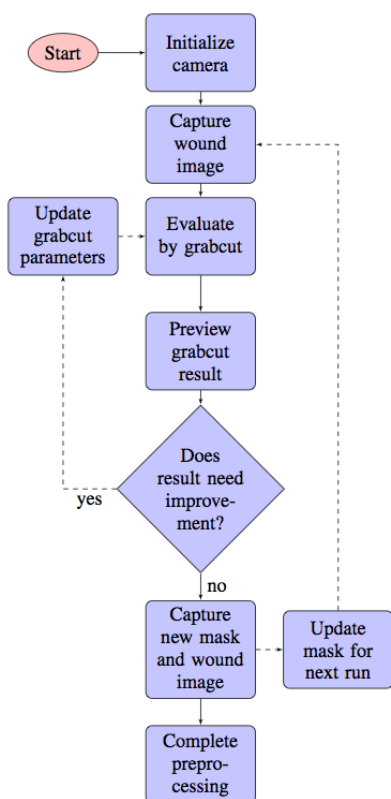 Start
Initialize
camera
Capture
wound
image
Update
grabcut
parameters
Evaluate
by grabcut
Preview
grabcut
result
Does
result need
improve-
ment?
yes
no
Capture
new mask
and wound
image
Update
mask for
next run
Complete
prepro-
cessing